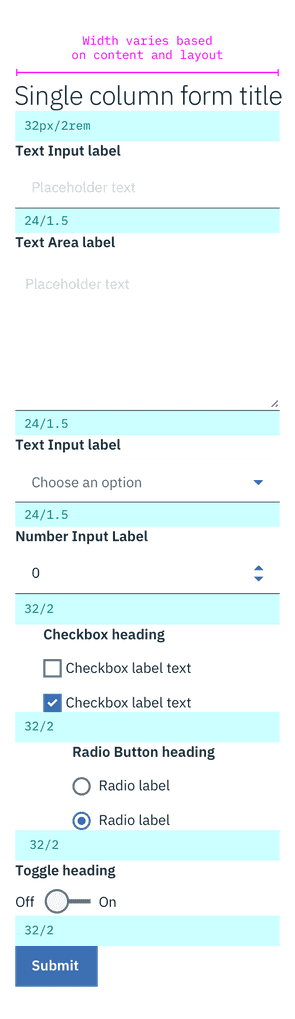 Width varies based
on content and layout
Single column form title
32px/2rem
Text Input label
Placeholder text
24/1.5
Text Area label
Placeholder text
24/1.5
Text Input label
Choose an option
24/1.5
Number Input Label
0
32/2
Checkbox heading
Checkbox label text
Checkbox label text
32/2
Radio Button heading
Radio label
Radio label
32/2
Toggle heading
Off On
32/2
Submit